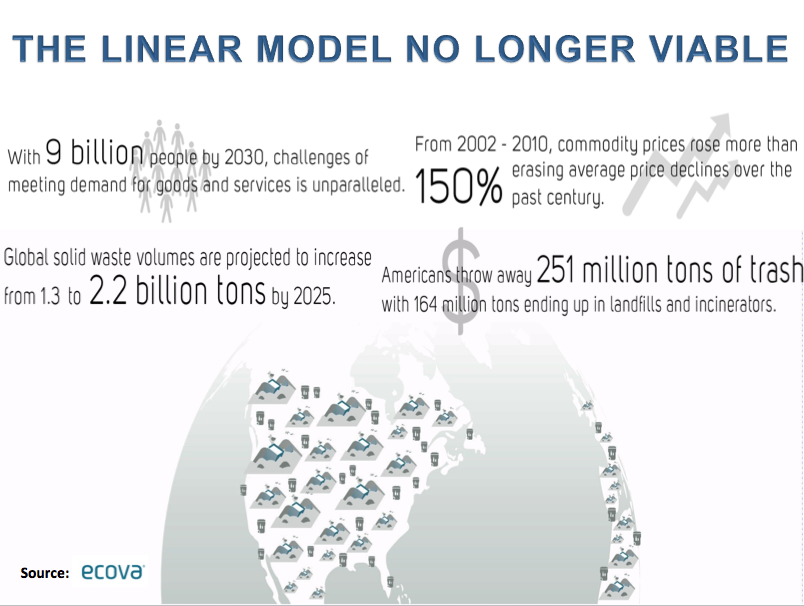 THE LINEAR MODEL NO LONGER VIABLE
With 9 billion people by 2030, challenges of
meeting demand for goods and services is unparalleled.
From 2002 - 2010, commodity prices rose more than
150% erasing average price declines over the
past century.
Global solid waste volumes are projected to increase
from 1.3 to 2.2 billion tons by 2025.
Americans throw away 251 million tons of trash
with 164 million tons ending up in landfills and incinerators.
$
Source: ecova